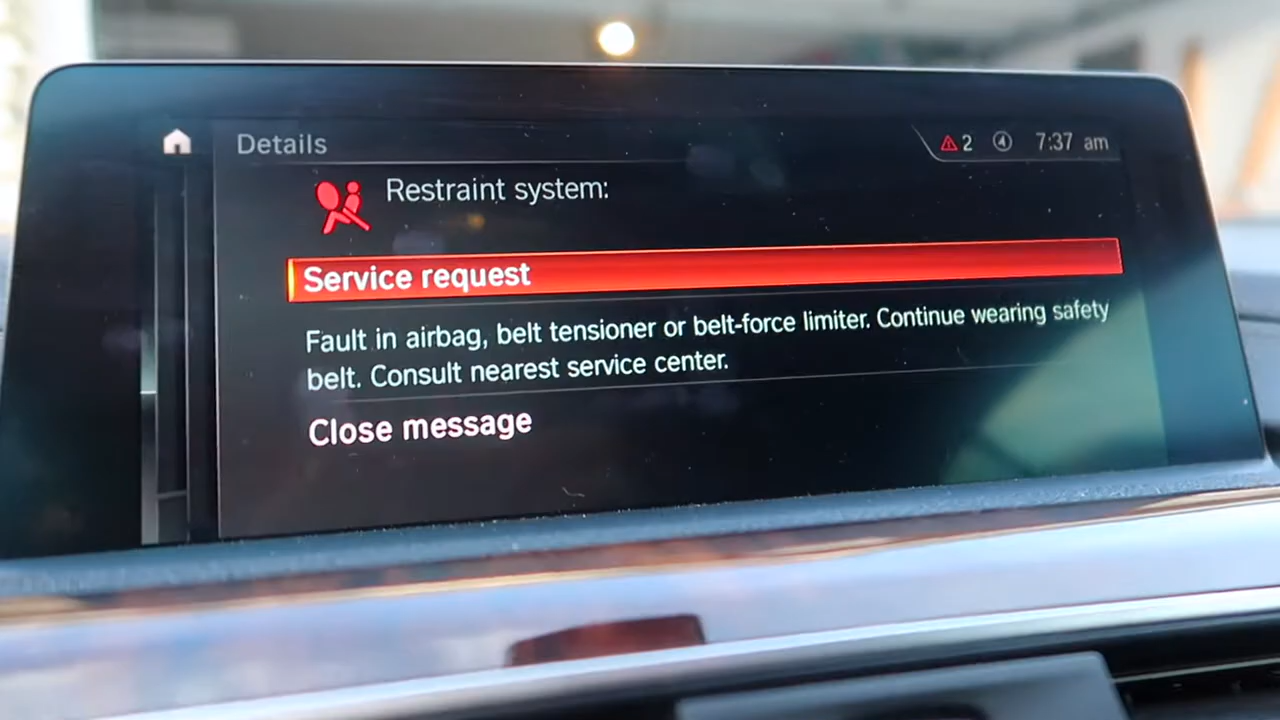 Details
2 4 7:37 am
Restraint system:
Service request
Fault in airbag, belt tensioner or belt-force limiter. Continue wearing safety
belt. Consult nearest service center.
Close message